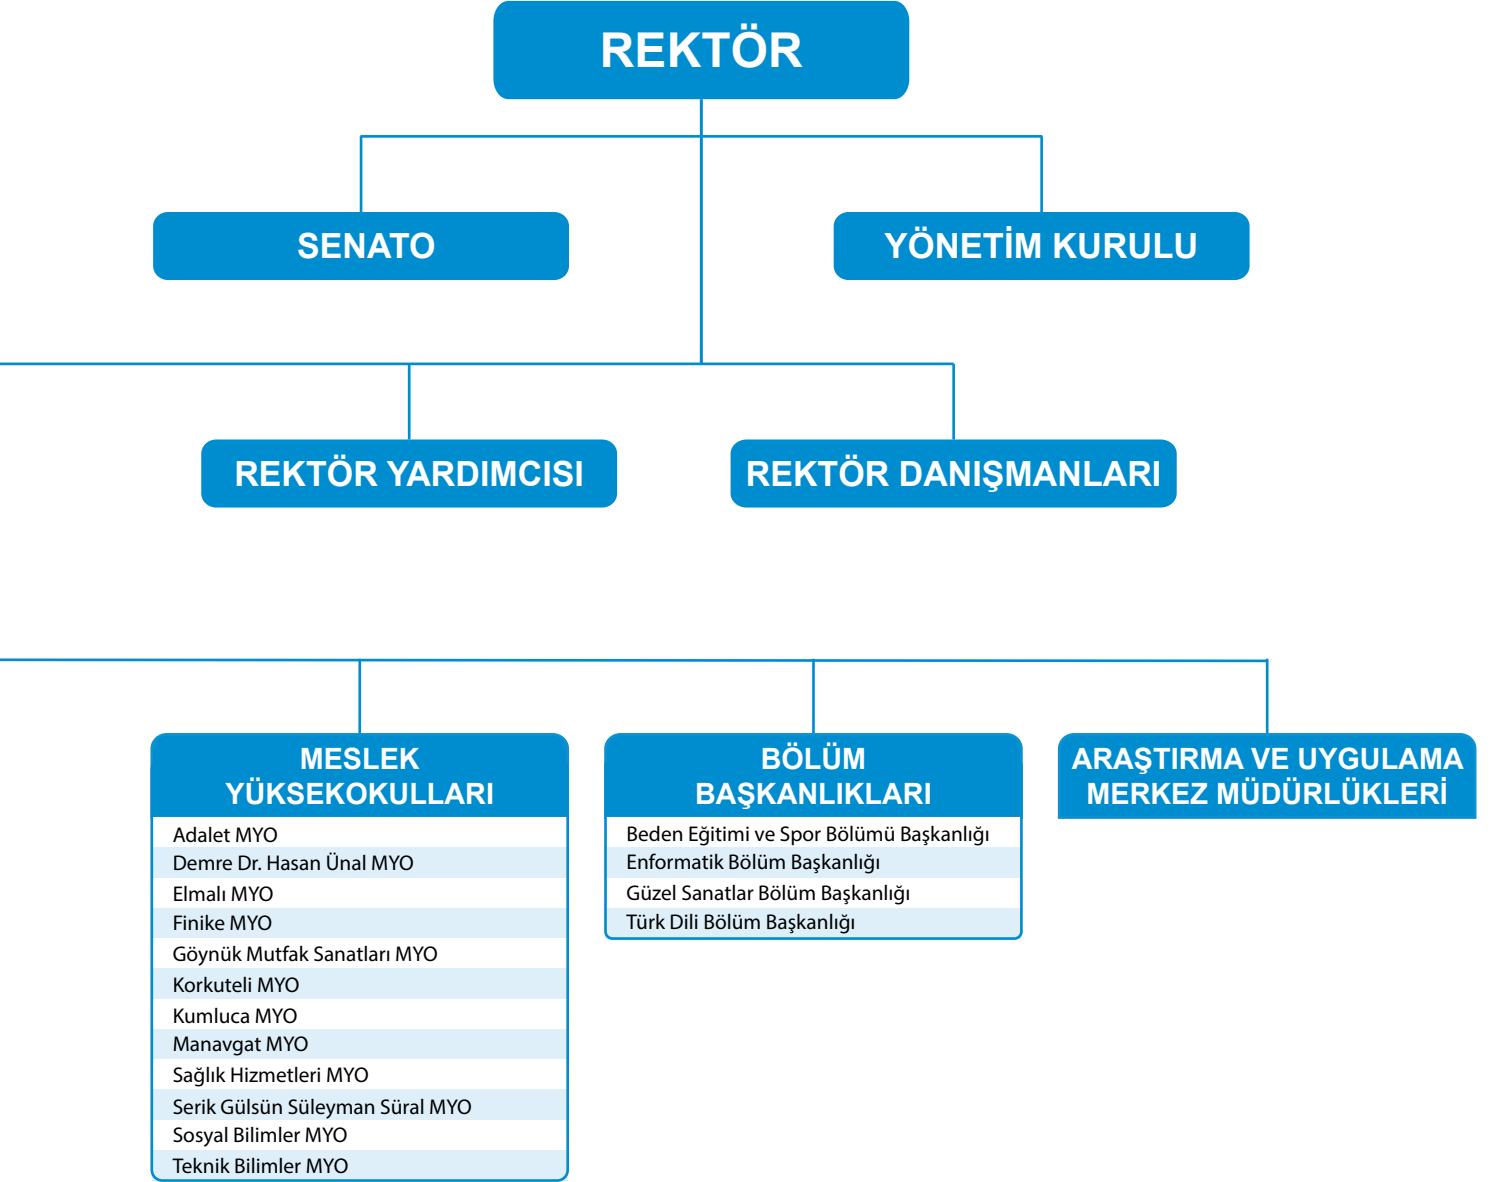 REKTÖR
SENATO
YÖNETİM KURULU
REKTÖR YARDIMCISI
REKTÖR DANIŞMANLARI
MESLEK
YÜKSEKOKULLARI
Adalet MYO
Demre Dr. Hasan Ünal MYO
Elmalı MYO
Finike MYO
Göynük Mutfak Sanatları MYO
Korkuteli MYO
Kumluca MYO
Manavgat MYO
Sağlık Hizmetleri MYO
Serik Gülsün Süleyman Süral MYO
Sosyal Bilimler MYO
Teknik Bilimler MYO
BÖLÜM
BAŞKANLIKLARI
Beden Eğitimi ve Spor Bölümü Başkanlığı
Enformatik Bölüm Başkanlığı
Güzel Sanatlar Bölüm Başkanlığı
Türk Dili Bölüm Başkanlığı
ARAŞTIRMA VE UYGULAMA
MERKEZ MÜDÜRLÜKLERİ